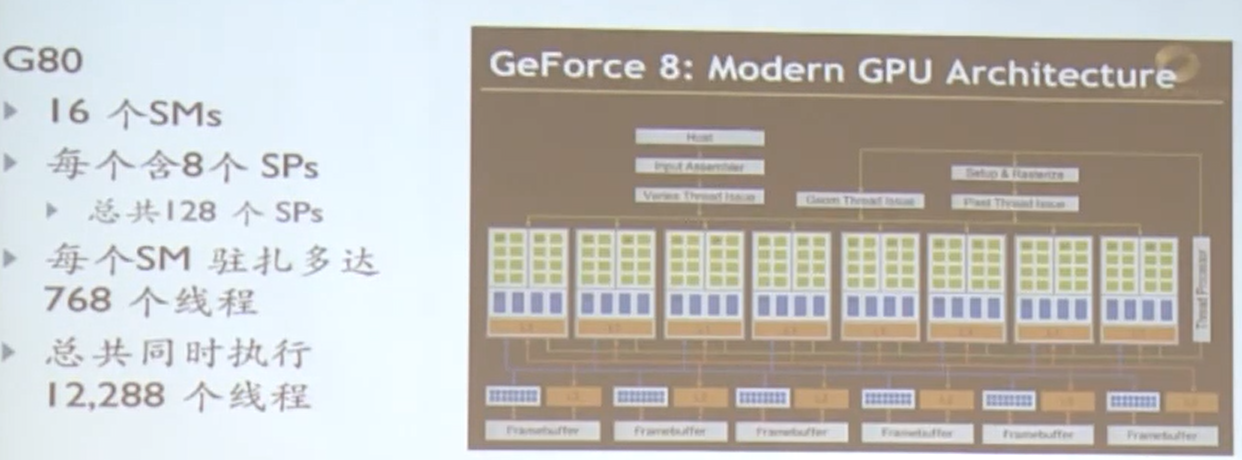 G80
16 个SMs
每个含8个 SPs
总共128 个 SPs
每个SM 驻扎多达
768 个线程
总共同时执行
12,288 个线程
GeForce 8: Modern GPU Architecture
Host
Input Assembler
Setup & Rasterize
Vertex Thread Issue
Geom Thread Issue
Pixel Thread Issue
Thread Processor
L1 L1 L1 L1 L1 L1 L1 L1
L2 L2 L2 L2 L2 L2
Framebuffer Framebuffer Framebuffer Framebuffer Framebuffer Framebuffer